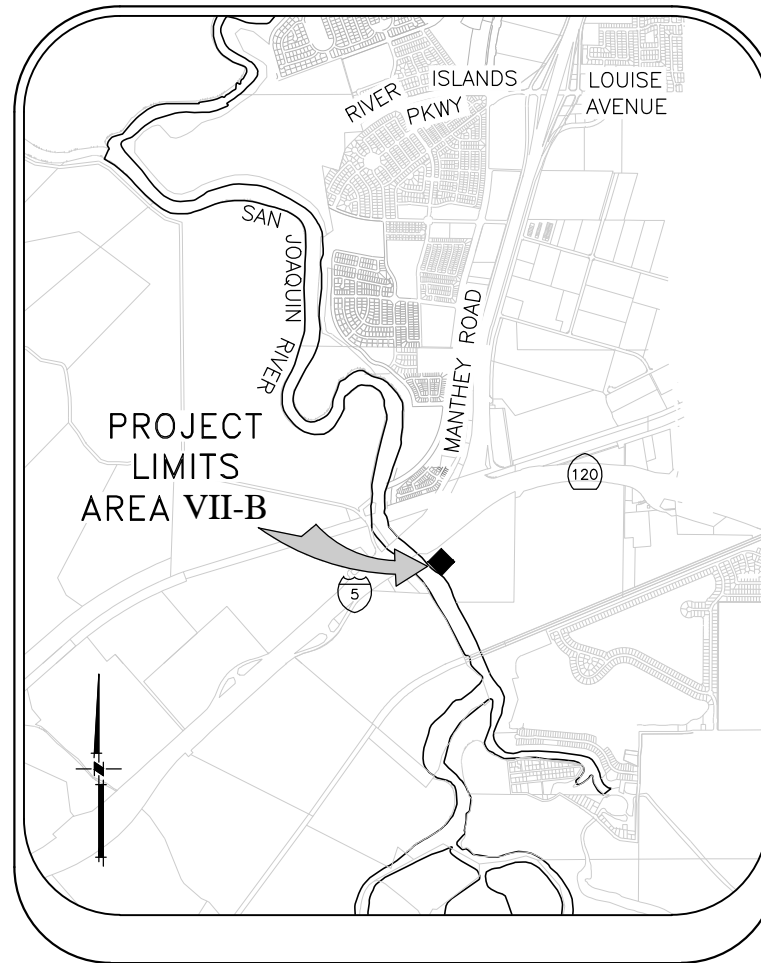 RIVER ISLANDS
PKWY
LOUISE
AVENUE
SAN JOAQUIN RIVER
MANTHEY ROAD
PROJECT
LIMITS
AREA VII-B
120
5